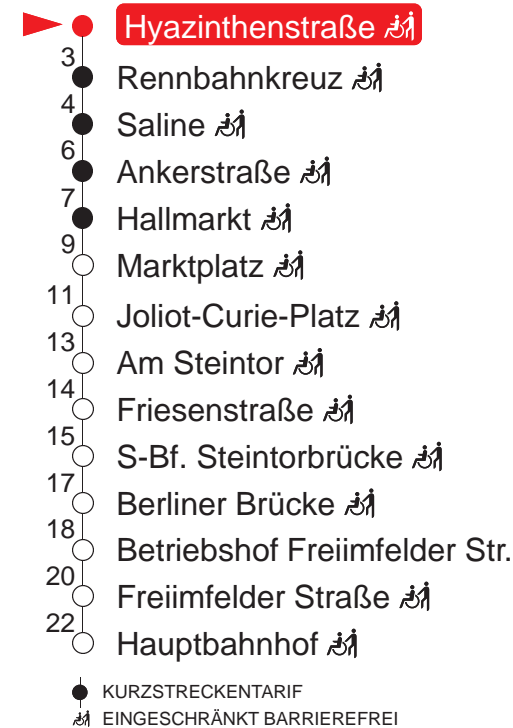 Hyazinthenstraße
3
Rennbahnkreuz
4
Saline
6
Ankerstraße
7
Hallmarkt
9
Marktplatz
11
Joliot-Curie-Platz
13
Am Steintor
14
Friesenstraße
15
S-Bf. Steintorbrücke
17
Berliner Brücke
18
Betriebshof Freiimfelder Str.
20
Freiimfelder Straße
22
Hauptbahnhof
KURZSTRECKENTARIF
EINGESCHRÄNKT BARRIEREFREI